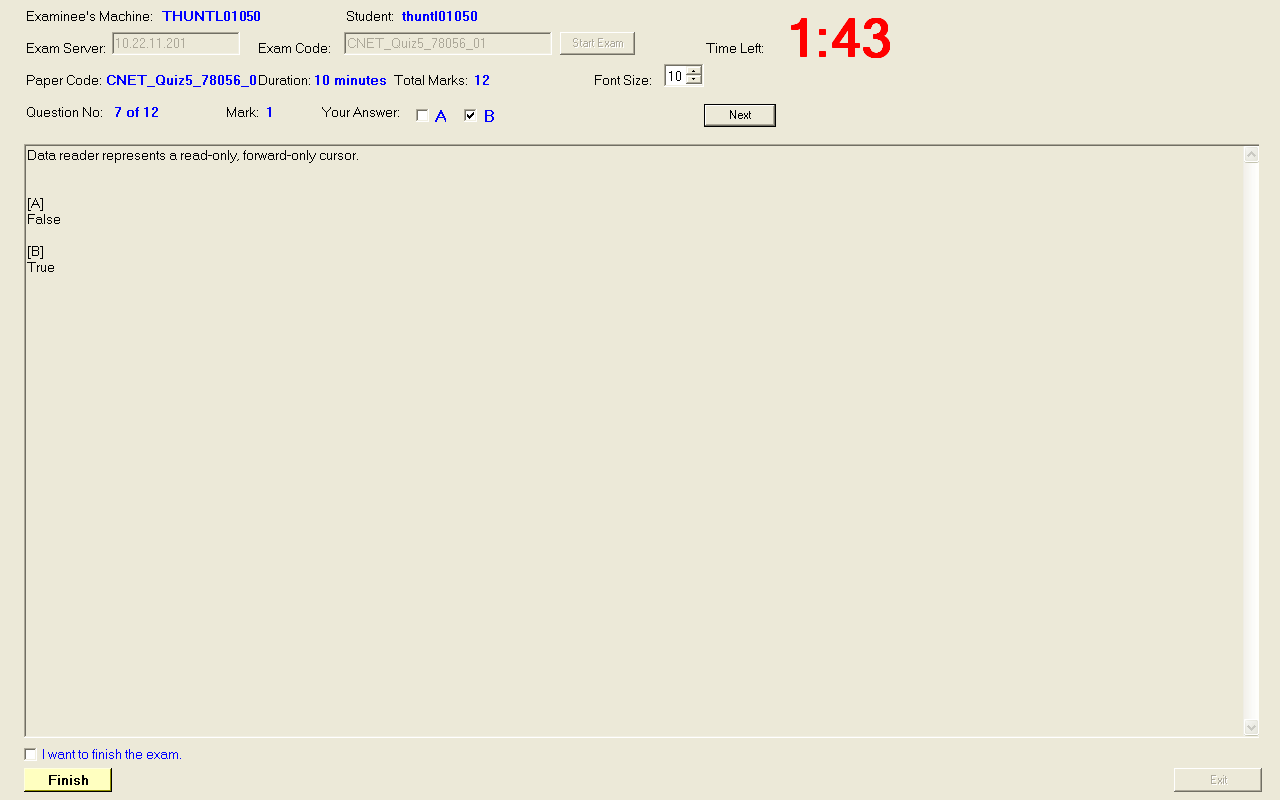 Examinee's Machine: THUNTL01050 Student: thuntl01050
Exam Server: 10.22.11.201 Exam Code: CNET_Quiz5_78056_01 Start Exam Time Left: 1:43
Paper Code: CNET_Quiz5_78056_0 Duration: 10 minutes Total Marks: 12 Font Size: 10
Question No: 7 of 12 Mark: 1 Your Answer: A B Next
Data reader represents a read-only, forward-only cursor.
[A]
False
[B]
True
I want to finish the exam.
Finish Exit